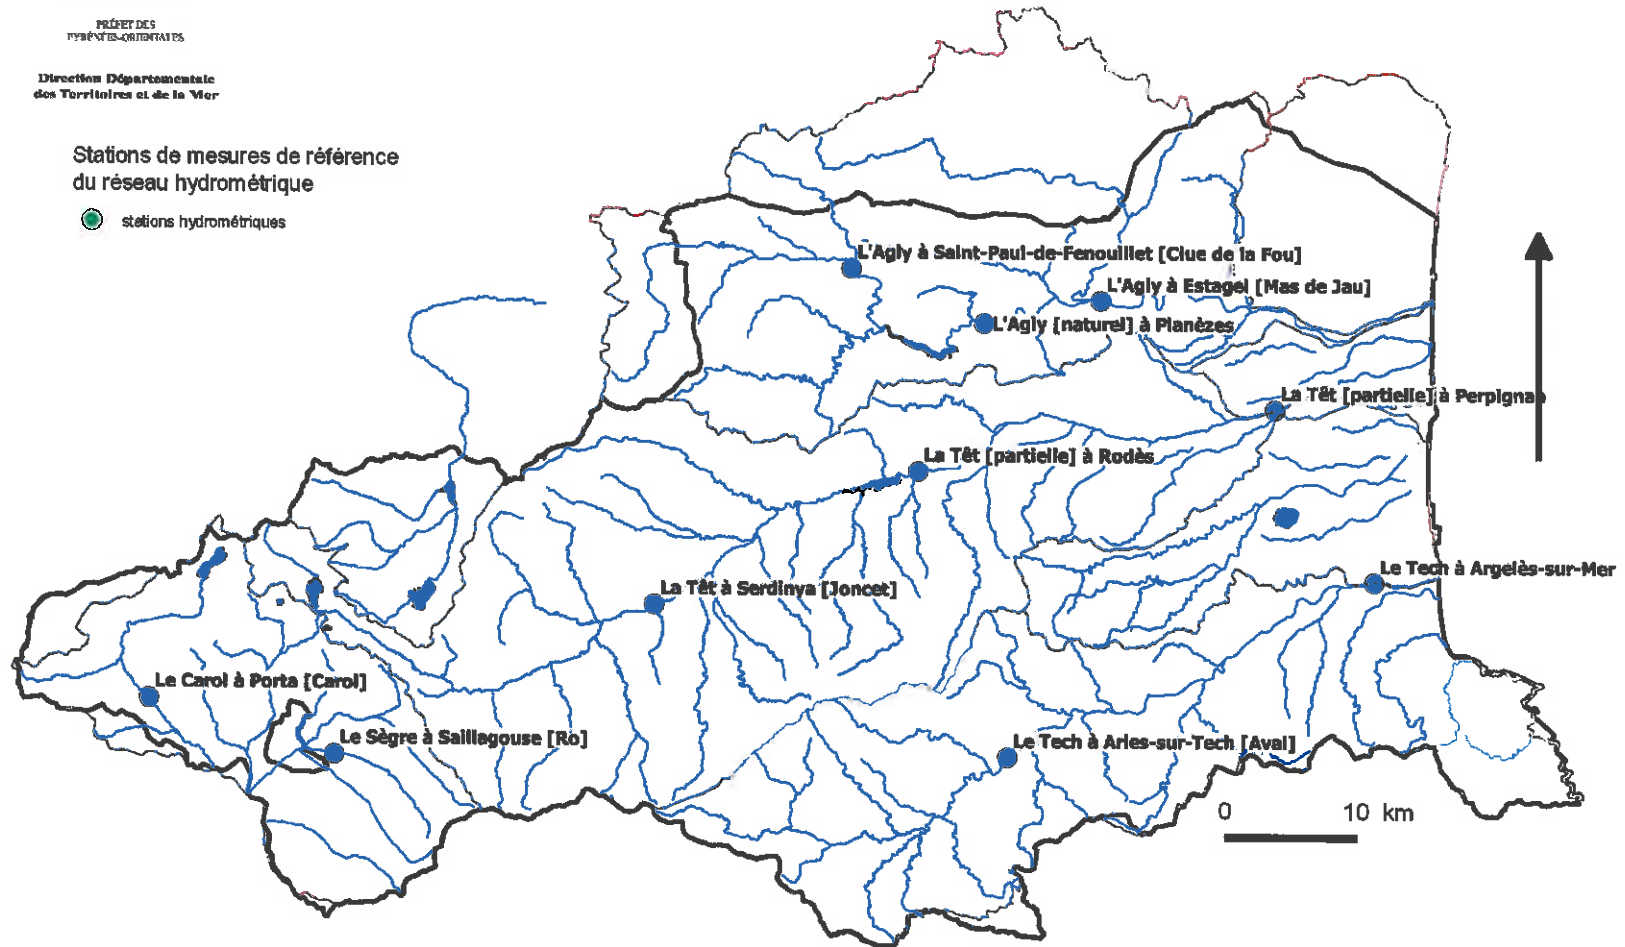 PRÉFET DES
PYRÉNÉES-ORIENTALES
Direction Départementale
des Territoires et de la Mer
Stations de mesures de référence
du réseau hydrométrique
stations hydrométriques
L'Agly à Saint-Paul-de-Fenouillet [Clue de la Fou]
L'Agly à Estagel [Mas de Jau]
L'Agly [naturel] à Planèzes
La Têt [partielle] à Perpignan
La Têt [partielle] à Rodès
Le Tech à Argelès-sur-Mer
La Têt à Serdinya [Joncet]
Le Carol à Porta [Carol]
Le Sègre à Saillagouse [Ro]
Le Tech à Arles-sur-Tech [Aval]
0 10 km